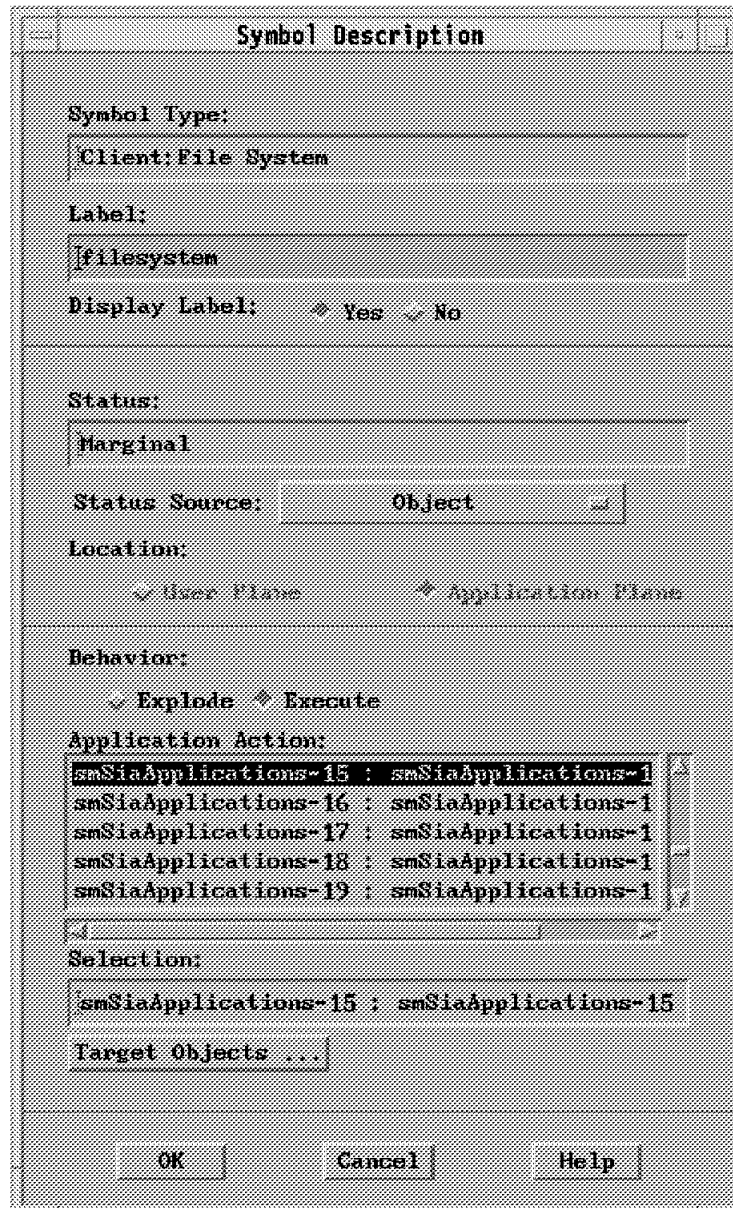 Symbol Description
Symbol Type:
Client:File System
Label:
filesystem
Display Label: Yes No
Status:
Marginal
Status Source: Object
Location:
User Plane Application Plane
Behavior:
Explode Execute
Application Action:
smSiaApplications-15 : smSiaApplications-1
smSiaApplications-16 : smSiaApplications-1
smSiaApplications-17 : smSiaApplications-1
smSiaApplications-18 : smSiaApplications-1
smSiaApplications-19 : smSiaApplications-1
Selection:
smSiaApplications-15 : smSiaApplications-15
Target Objects ...
OK Cancel Help